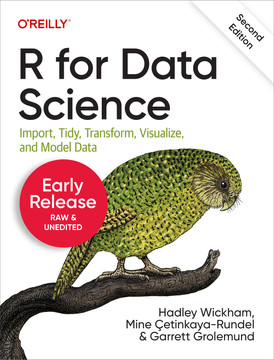 O'REILLY®
Second
Edition
R for Data
Science
Import, Tidy, Transform, Visualize,
and Model Data
Early
Release
RAW &
UNEDITED
Hadley Wickham,
Mine Çetinkaya-Rundel
& Garrett Grolemund